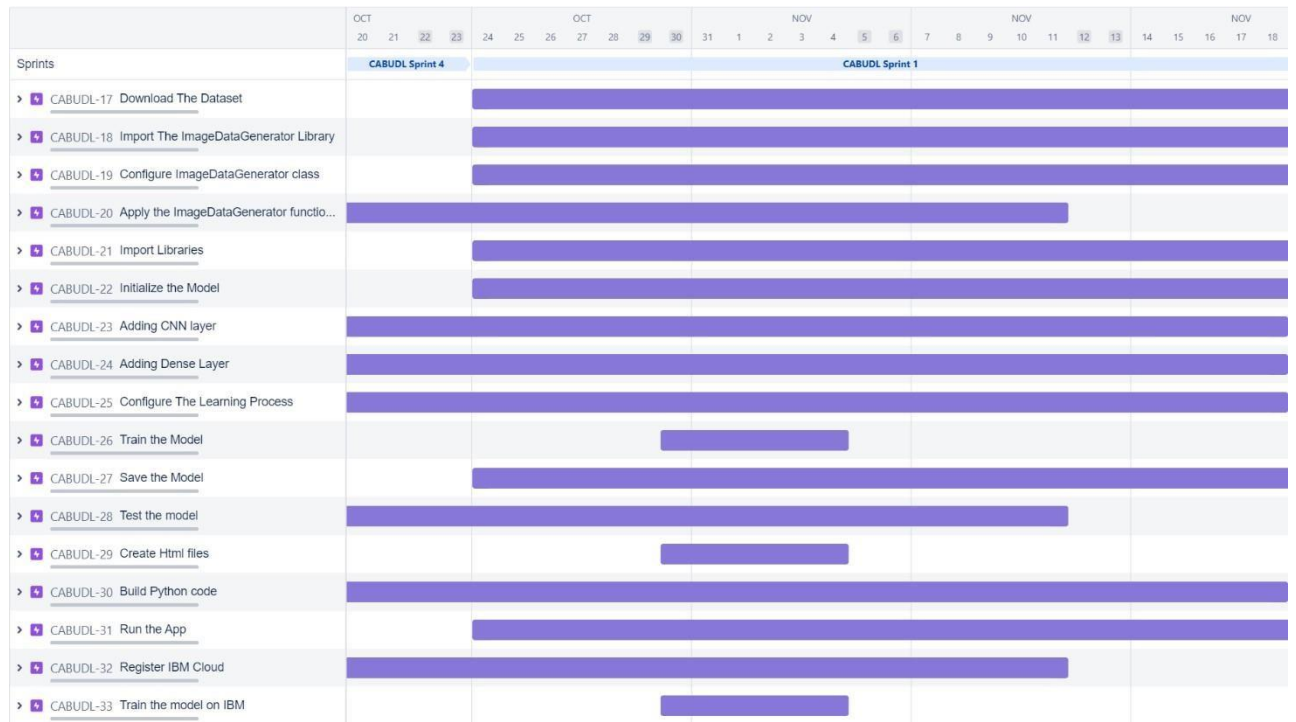 OCT OCT NOV NOV NOV
20 21 22 23 24 25 26 27 28 29 30 31 1 2 3 4 5 6 7 8 9 10 11 12 13 14 15 16 17 18
Sprints CABUDL Sprint 4 CABUDL Sprint 1
CABUDL-17 Download The Dataset
CABUDL-18 Import The ImageDataGenerator Library
CABUDL-19 Configure ImageDataGenerator class
CABUDL-20 Apply the ImageDataGenerator functio...
CABUDL-21 Import Libraries
CABUDL-22 Initialize the Model
CABUDL-23 Adding CNN layer
CABUDL-24 Adding Dense Layer
CABUDL-25 Configure The Learning Process
CABUDL-26 Train the Model
CABUDL-27 Save the Model
CABUDL-28 Test the model
CABUDL-29 Create Html files
CABUDL-30 Build Python code
CABUDL-31 Run the App
CABUDL-32 Register IBM Cloud
CABUDL-33 Train the model on IBM